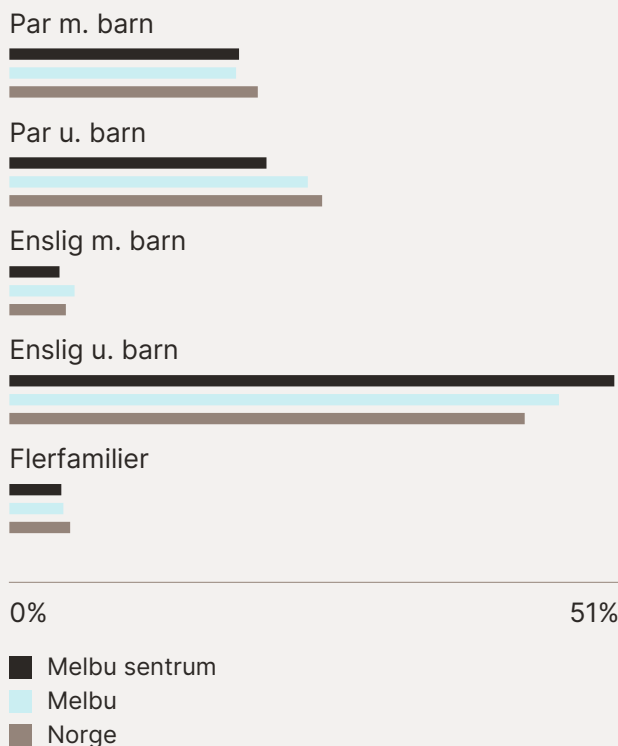 Par m. barn
Par u. barn
Enslig m. barn
Enslig u. barn
Flerfamilier
0% 51%
Melbu sentrum
Melbu
Norge